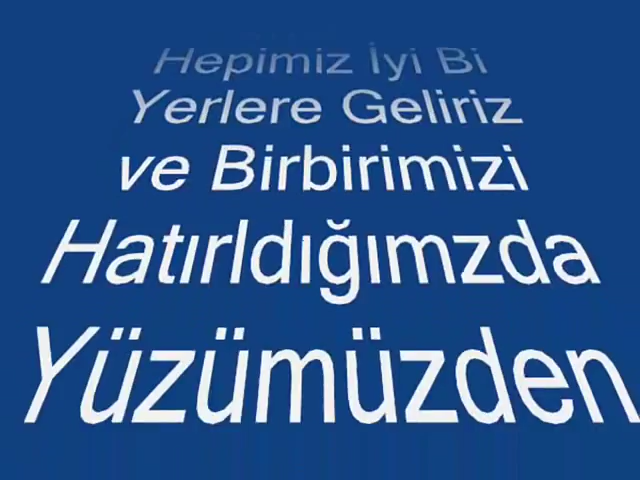 Hepimiz İyi Bi
Yerlere Geliriz
ve Birbirimizi
Hatırldığımzda
Yüzümüzden